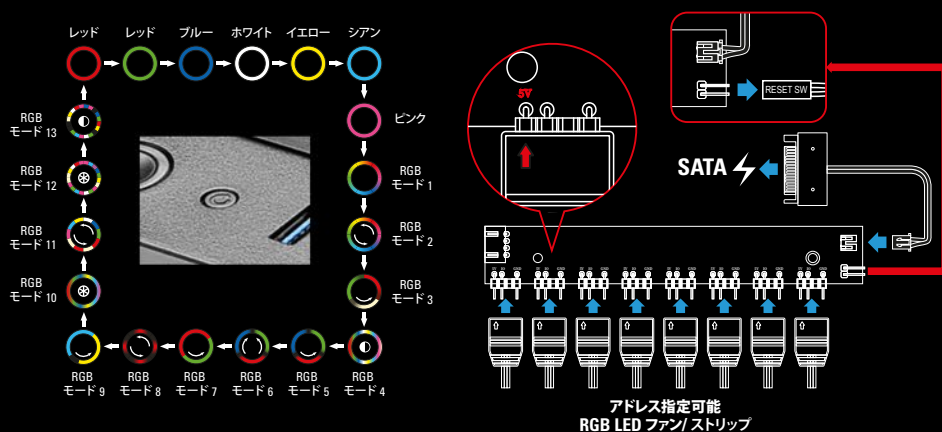 レッド
レッド
ブルー
ホワイト
イエロー
シアン
ピンク
RGB
モード 1
RGB
モード 2
RGB
モード 3
RGB
モード 4
RGB
モード 5
RGB
モード 6
RGB
モード 7
RGB
モード 8
RGB
モード 9
RGB
モード 10
RGB
モード 11
RGB
モード 12
RGB
モード 13
5V
RESET SW
SATA
アドレス指定可能
RGB LED ファン/ ストリップ